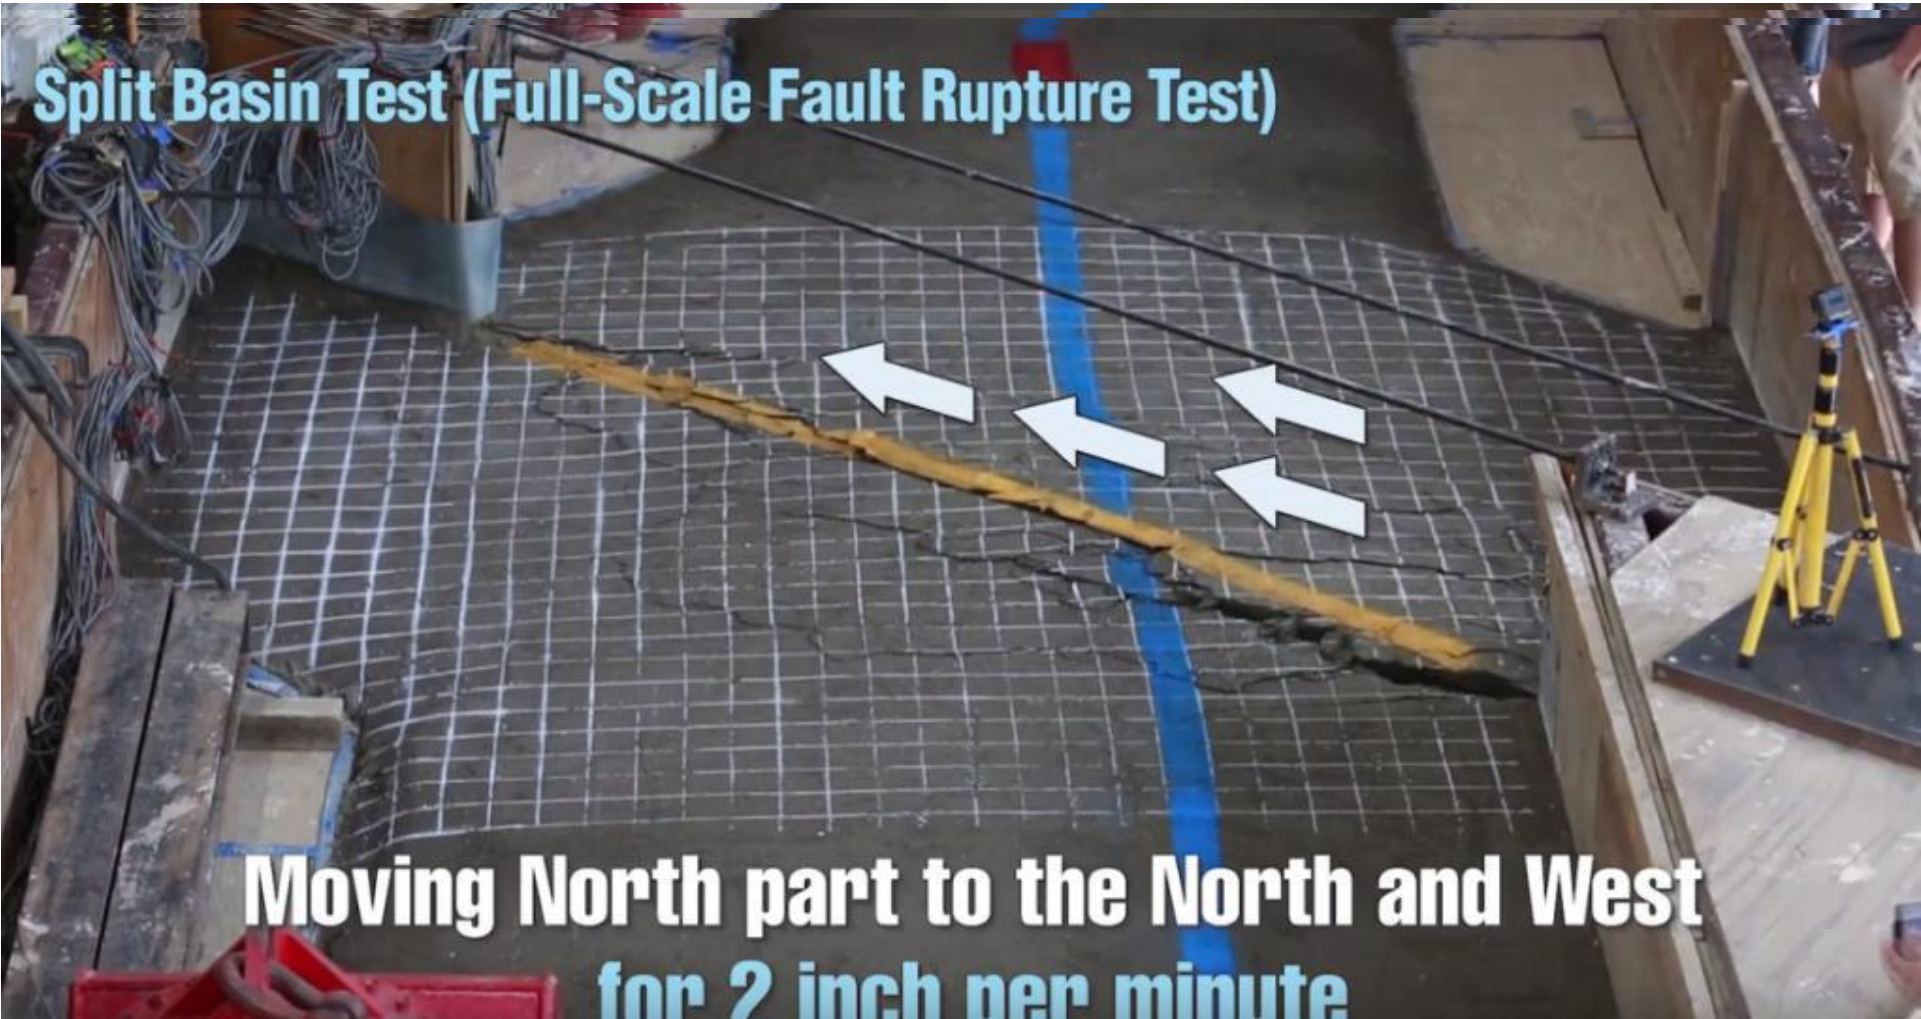 Split Basin Test (Full-Scale Fault Rupture Test)
Moving North part to the North and West
for 2 inch per minute